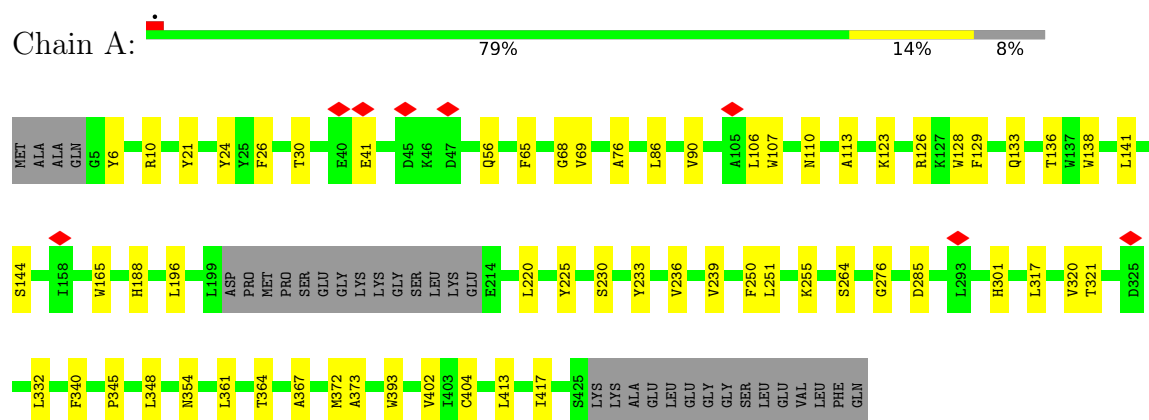 Chain A:
79% 14% 8%
MET ALA ALA GLN G5 Y6 R10 Y21 Y24 Y25 F26 T30 E40 E41 D45 K46 D47 Q56 F65 G68 V69 A76 L86 V90 A105 L106 W107 N110 A113 K123 R126 K127 W128 F129 Q133 T136 W137 W138 L141
S144 I158 W165 H188 L196 L199 ASP PRO MET PRO SER GLU GLY LYS LYS GLY SER LEU LYS GLU E214 L220 Y225 S230 Y233 V236 V239 F250 L251 K255 S264 G276 D285 L293 H301 L317 V320 T321 D325
L332 F340 P345 L348 N354 L361 T364 A367 M372 A373 W393 V402 I403 C404 L413 I417 S425 LYS LYS ALA GLU LEU GLU GLY GLY SER LEU GLU VAL LEU PHE GLN